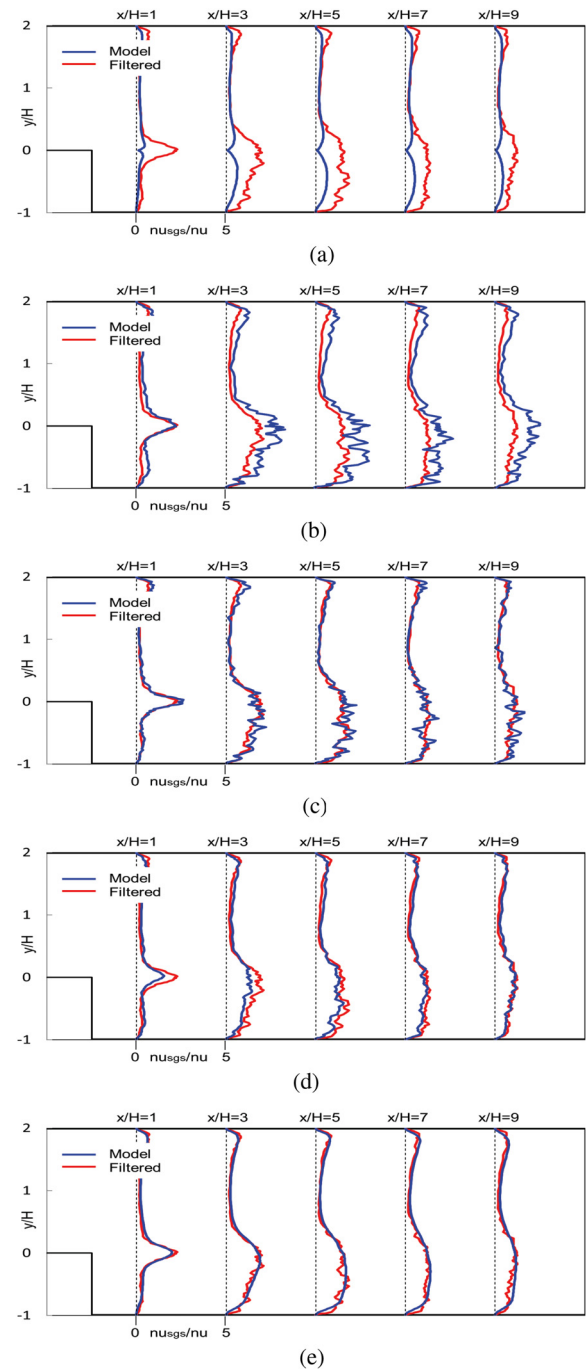 x/H=1 x/H=3 x/H=5 x/H=7 x/H=9
2
Model
Filtered
1
y/H
0
-1
0 nusgs/nu 5
(a)
x/H=1 x/H=3 x/H=5 x/H=7 x/H=9
2
Model
Filtered
1
y/H
0
-1
0 nusgs/nu 5
(b)
x/H=1 x/H=3 x/H=5 x/H=7 x/H=9
2
Model
Filtered
1
y/H
0
-1
0 nusgs/nu 5
(c)
x/H=1 x/H=3 x/H=5 x/H=7 x/H=9
2
Model
Filtered
1
y/H
0
-1
0 nusgs/nu 5
(d)
x/H=1 x/H=3 x/H=5 x/H=7 x/H=9
2
Model
Filtered
1
y/H
0
-1
0 nusgs/nu 5
(e)